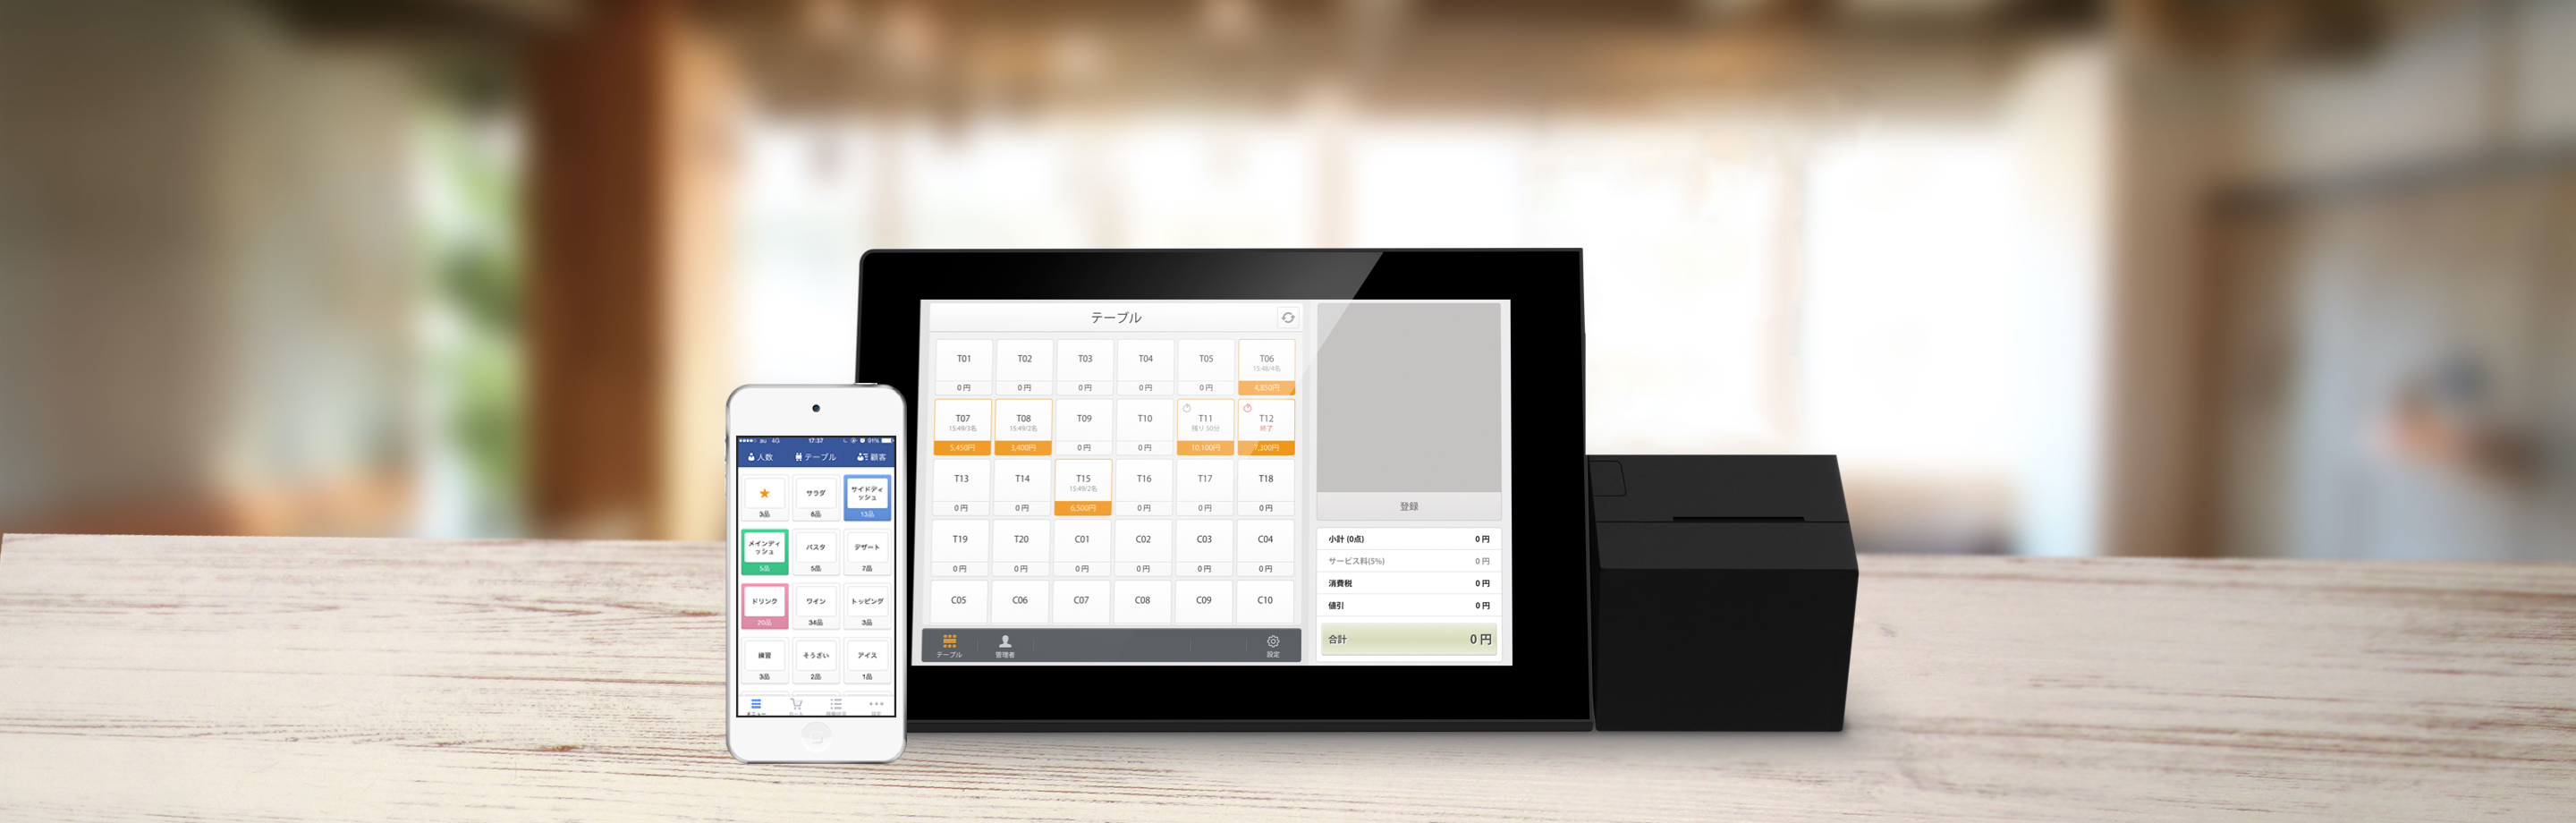 au 4G 17:37 91%
人数 テーブル 顧客
サラダ サイドディ
ッシュ
3品 8品 13品
メインディ
ッシュ パスタ デザート
5品 5品 7品
ドリンク ワイン トッピング
20品 34品 3品
練習 そうざい アイス
3品 2品 1品
テーブル
T01 T02 T03 T04 T05 T06
15:49/4名
0 円 0 円 0 円 0 円 0 円 4,850円
T07 T08 T09 T10 T11 T12
15:49/3名 15:49/2名 残り 50分 終了
5,450円 3,400円 0 円 0 円 10,100円 7,300円
T13 T14 T15 T16 T17 T18
15:49/2名
0 円 0 円 6,500円 0 円 0 円 0 円
T19 T20 C01 C02 C03 C04
0 円 0 円 0 円 0 円 0 円 0 円
C05 C06 C07 C08 C09 C10
テーブル 管理者 設定
登録
小計 (0点) 0 円
サービス料(5%) 0 円
消費税 0 円
値引 0 円
合計 0 円